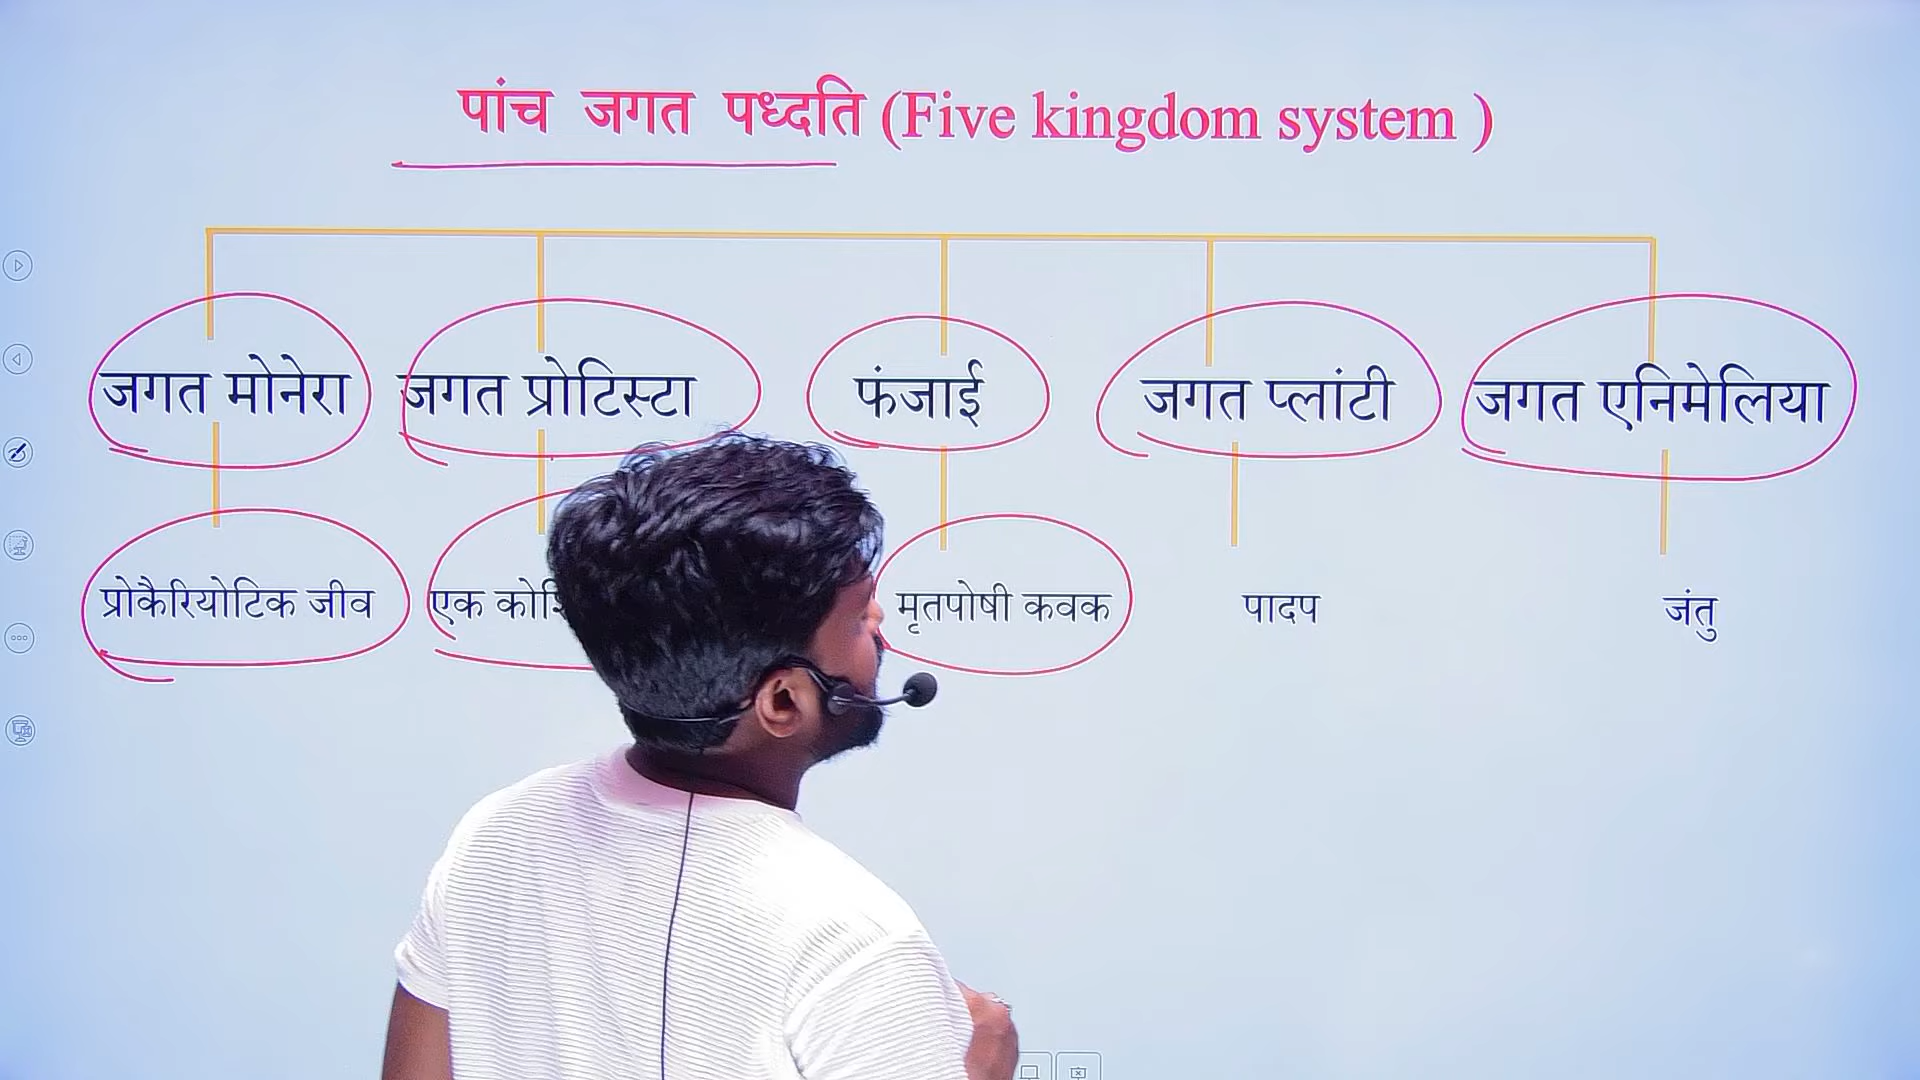 पांच जगत पध्दति (Five kingdom system )
जगत मोनेरा जगत प्रोटिस्टा फंजाई जगत प्लांटी जगत एनिमेलिया
प्रोकैरियोटिक जीव एक मृतपोषी कवक पादप जंतु